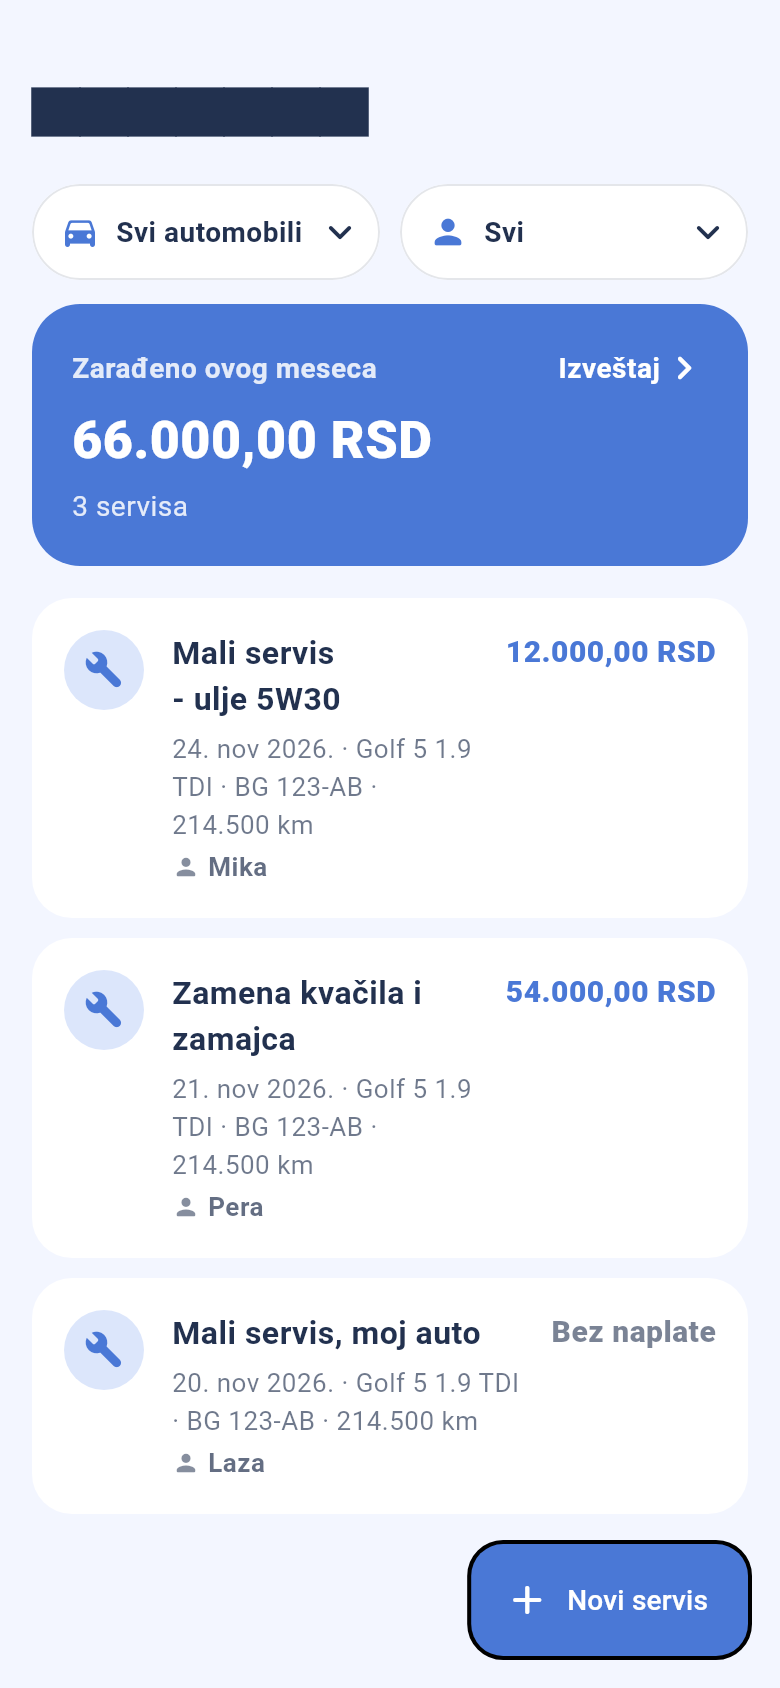 Svi automobili
Svi
Zarađeno ovog meseca
Izveštaj
66.000,00 RSD
3 servisa
Mali servis
- ulje 5W30
12.000,00 RSD
24. nov 2026. · Golf 5 1.9
TDI · BG 123-AB ·
214.500 km
Mika
Zamena kvačila i
zamajca
54.000,00 RSD
21. nov 2026. · Golf 5 1.9
TDI · BG 123-AB ·
214.500 km
Pera
Mali servis, moj auto
Bez naplate
20. nov 2026. · Golf 5 1.9 TDI
· BG 123-AB · 214.500 km
Laza
Novi servis